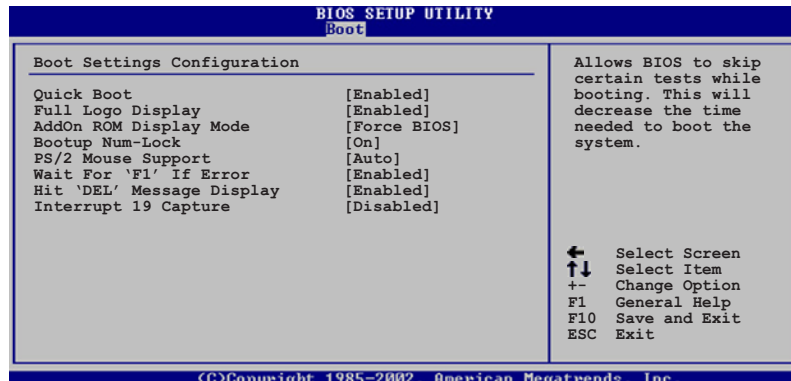 BIOS SETUP UTILITY
Boot
Boot Settings Configuration
Quick Boot [Enabled]
Full Logo Display [Enabled]
AddOn ROM Display Mode [Force BIOS]
Bootup Num-Lock [On]
PS/2 Mouse Support [Auto]
Wait For ‘F1’ If Error [Enabled]
Hit ‘DEL’ Message Display [Enabled]
Interrupt 19 Capture [Disabled]
Allows BIOS to skip
certain tests while
booting. This will
decrease the time
needed to boot the
system.
← Select Screen
↑↓ Select Item
+- Change Option
F1 General Help
F10 Save and Exit
ESC Exit
(C)Copyright 1985-2002, American Megatrends, Inc